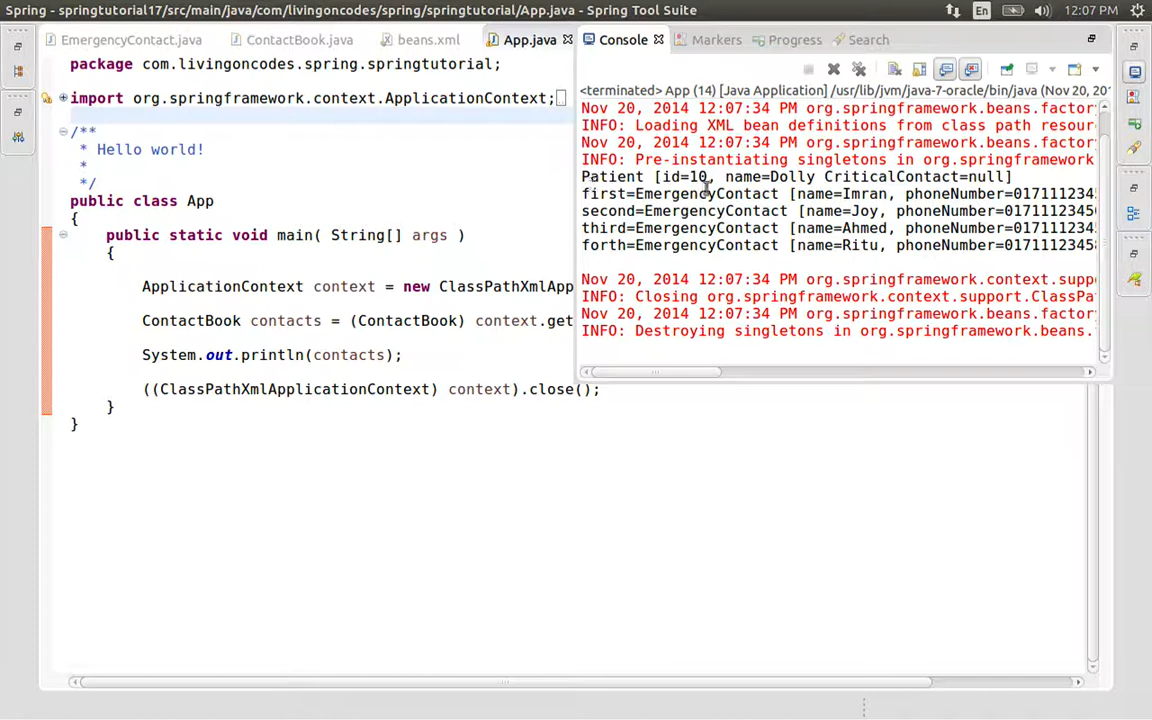 Spring - springtutorial17/src/main/java/com/livingoncodes/spring/springtutorial/App.java - Spring Tool Suite
En
12:07 PM
EmergencyContact.java
ContactBook.java
beans.xml
App.java
package com.livingoncodes.spring.springtutorial;
import org.springframework.context.ApplicationContext;
/**
* Hello world!
*
*/
public class App
{
public static void main( String[] args )
{
ApplicationContext context = new ClassPathXmlApp
ContactBook contacts = (ContactBook) context.get
System.out.println(contacts);
((ClassPathXmlApplicationContext) context).close();
}
}
Console
Markers
Progress
Search
<terminated> App (14) [Java Application] /usr/lib/jvm/java-7-oracle/bin/java (Nov 20, 20
Nov 20, 2014 12:07:34 PM org.springframework.beans.factor
INFO: Loading XML bean definitions from class path resour
Nov 20, 2014 12:07:34 PM org.springframework.beans.factor
INFO: Pre-instantiating singletons in org.springframework
Patient [id=10, name=Dolly CriticalContact=null]
first=EmergencyContact [name=Imran, phoneNumber=017111234
second=EmergencyContact [name=Joy, phoneNumber=0171112345
third=EmergencyContact [name=Ahmed, phoneNumber=017111234
forth=EmergencyContact [name=Ritu, phoneNumber=0171112345
Nov 20, 2014 12:07:34 PM org.springframework.context.supp
INFO: Closing org.springframework.context.support.ClassPa
Nov 20, 2014 12:07:34 PM org.springframework.beans.factor
INFO: Destroying singletons in org.springframework.beans.